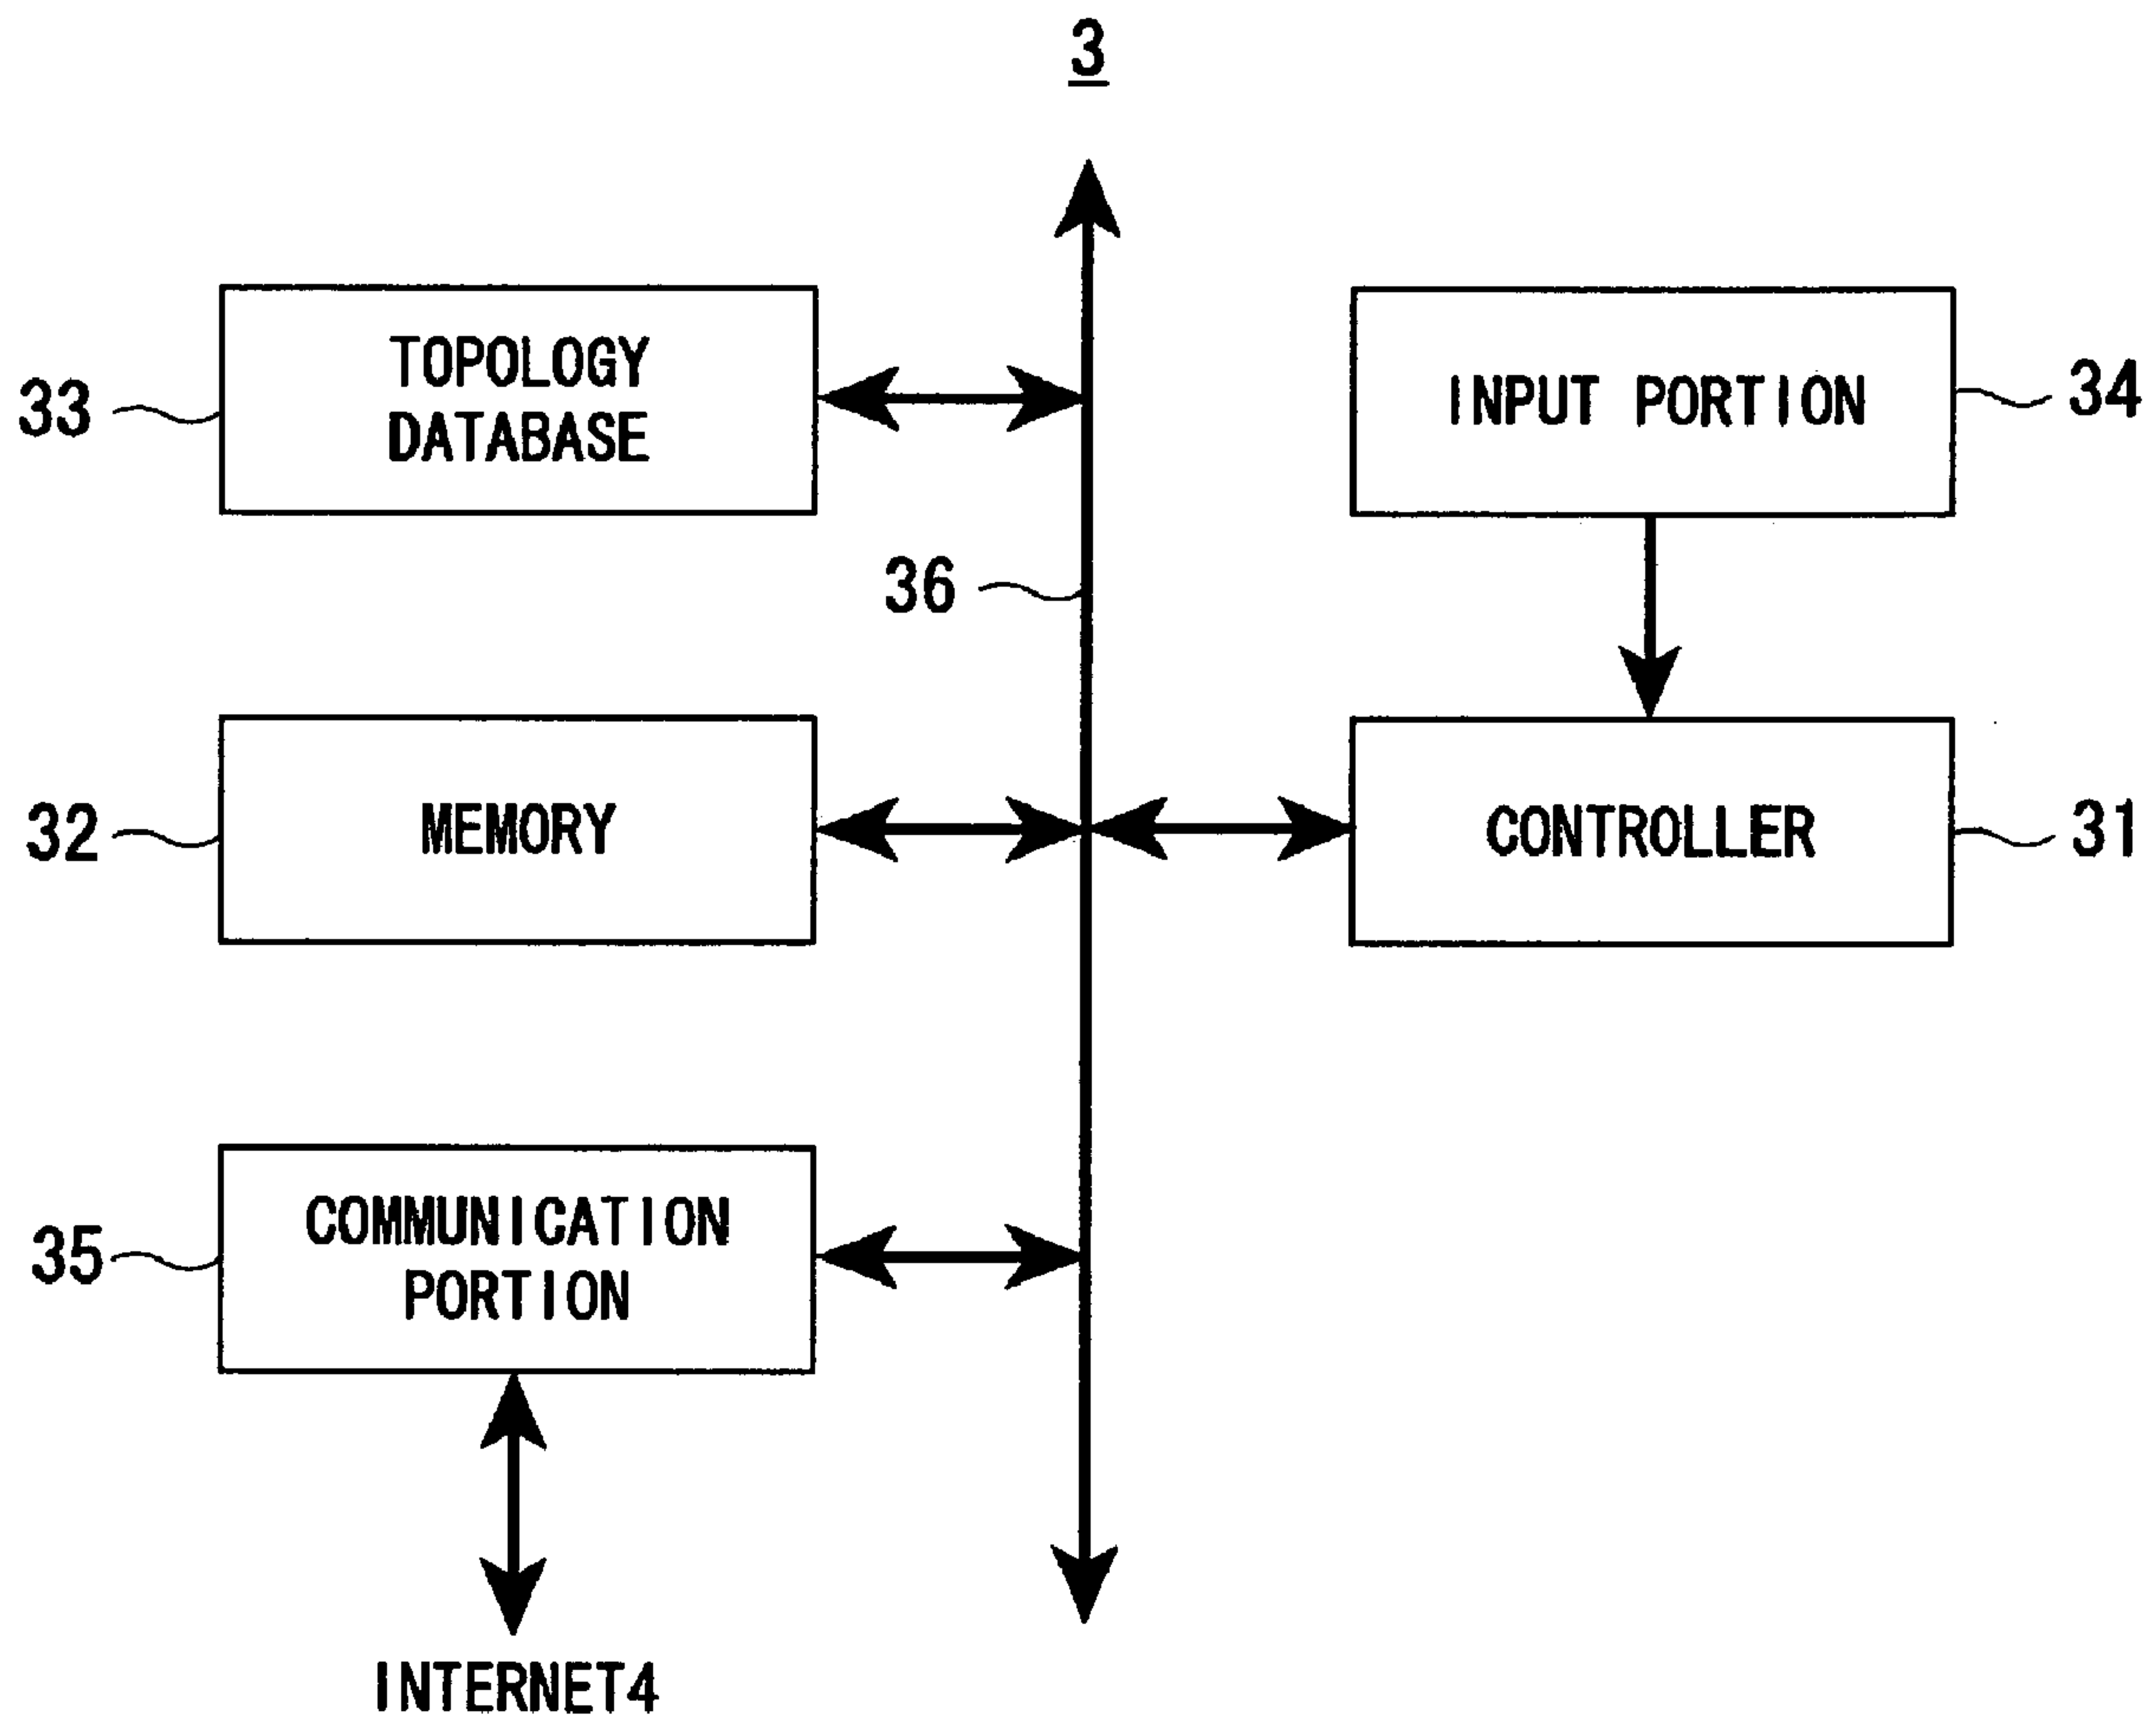 3
TOPOLOGY
DATABASE
33
INPUT PORTION
34
36
MEMORY
32
CONTROLLER
31
COMMUNICATION
PORTION
35
INTERNET4